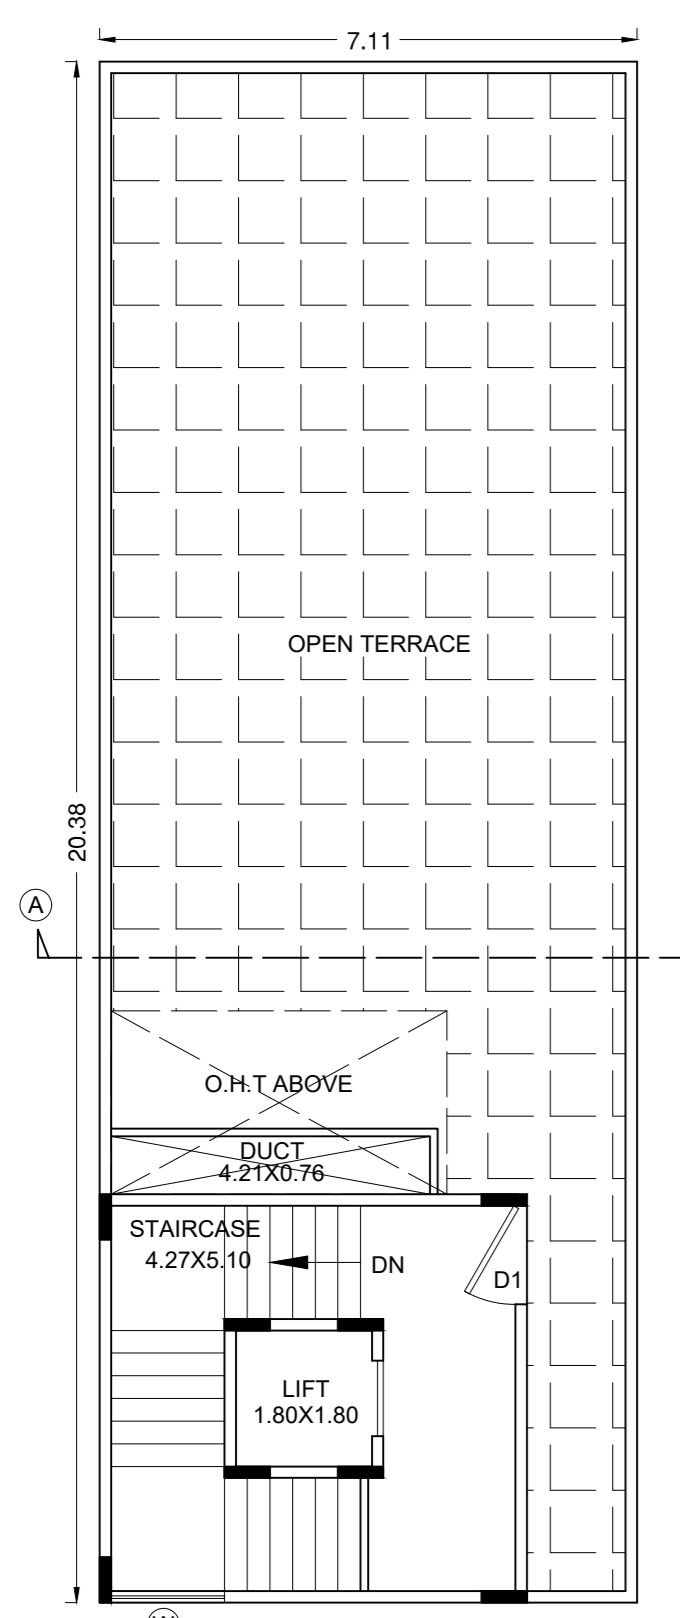 7.11
OPEN TERRACE
20.38
A
O.H.T ABOVE
DUCT
4.21X0.76
STAIRCASE
4.27X5.10
DN
D1
LIFT
1.80X1.80